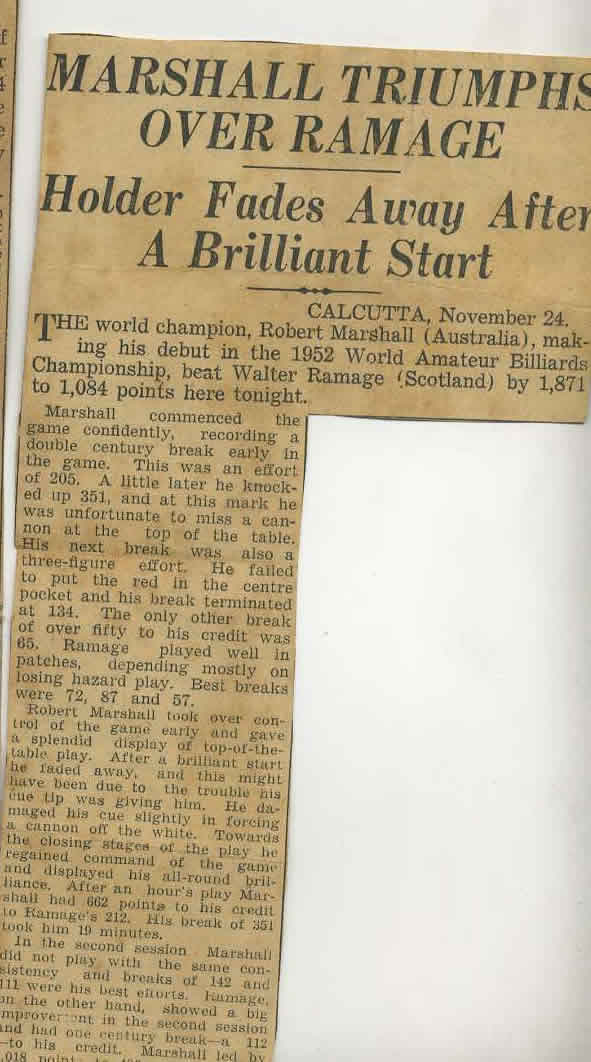 MARSHALL TRIUMPHS
OVER RAMAGE
Holder Fades Away After
A Brilliant Start
CALCUTTA, November 24.
THE world champion, Robert Marshall (Australia), mak-
ing his debut in the 1952 World Amateur Billiards
Championship, beat Walter Ramage (Scotland) by 1,871
to 1,084 points here tonight.
Marshall commenced the
game confidently, recording a
double century break early in
the game. This was an effort
of 205. A little later he knock-
ed up 351, and at this mark he
was unfortunate to miss a can-
non at the top of the table.
His next break was also a
three-figure effort. He failed
to put the red in the centre
pocket and his break terminated
at 134. The only other break
of over fifty to his credit was
65. Ramage played well in
patches, depending mostly on
losing hazard play. Best breaks
were 72, 87 and 57.
Robert Marshall took over con-
trol of the game early and gave
a splendid display of top-of-the-
table play. After a brilliant start
he faded away, and this might
have been due to the trouble his
cue tip was giving him. He da-
maged his cue slightly in forcing
a cannon off the white. Towards
the closing stages of the play he
regained command of the game
and displayed his all-round bril-
liance. After an hour's play Mar-
shall had 662 points to his credit
to Ramage's 212. His break of 351
took him 19 minutes.
In the second session Marshall
did not play with the same con-
sistency and breaks of 142 and
111 were his best efforts. Ramage,
on the other hand, showed a big
improvement in the second session
and had one century break—a 112
—to his credit. Marshall led by
,018 points to